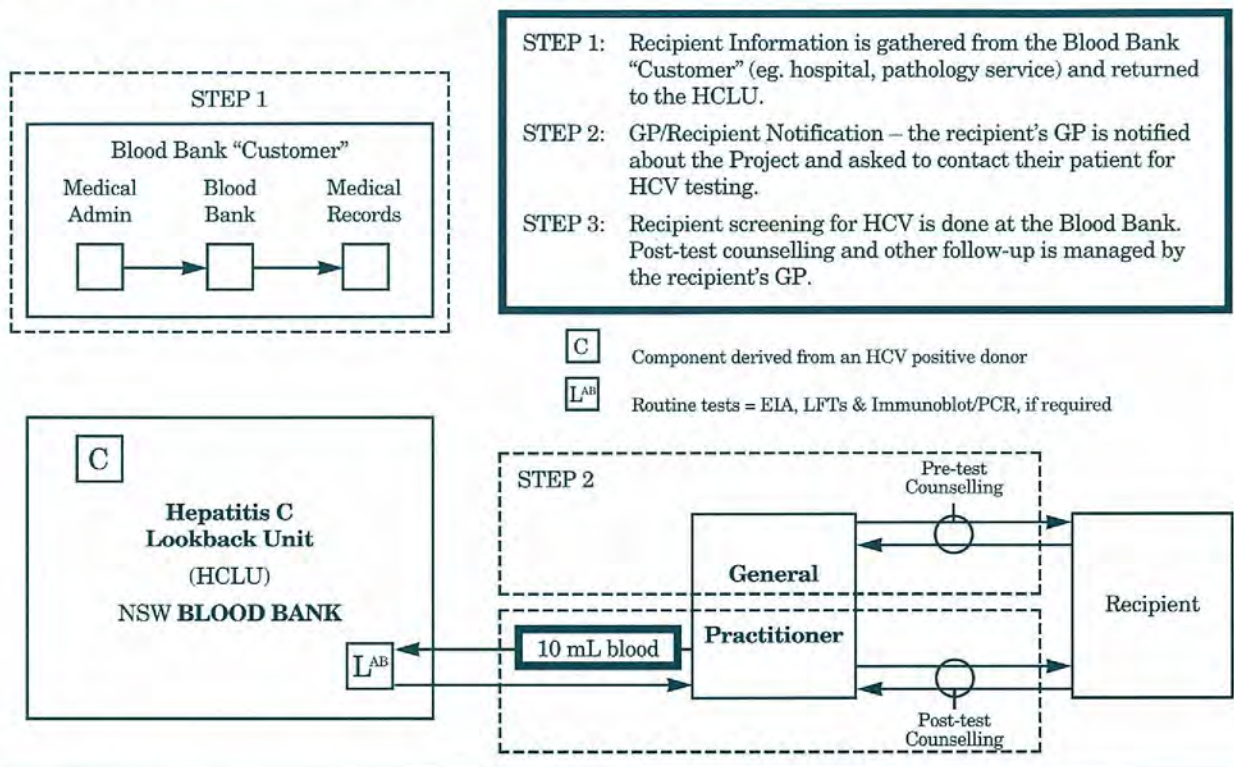 STEP 1
Blood Bank “Customer”
Medical Admin
Blood Bank
Medical Records
STEP 1: Recipient Information is gathered from the Blood Bank
“Customer” (eg. hospital, pathology service) and returned
to the HCLU.
STEP 2: GP/Recipient Notification – the recipient’s GP is notified
about the Project and asked to contact their patient for
HCV testing.
STEP 3: Recipient screening for HCV is done at the Blood Bank.
Post-test counselling and other follow-up is managed by
the recipient’s GP.
C Component derived from an HCV positive donor
L^AB Routine tests = EIA, LFTs & Immunoblot/PCR, if required
C
Hepatitis C
Lookback Unit
(HCLU)
NSW BLOOD BANK
L^AB
STEP 2
10 mL blood
General
Practitioner
Pre-test
Counselling
Post-test
Counselling
Recipient